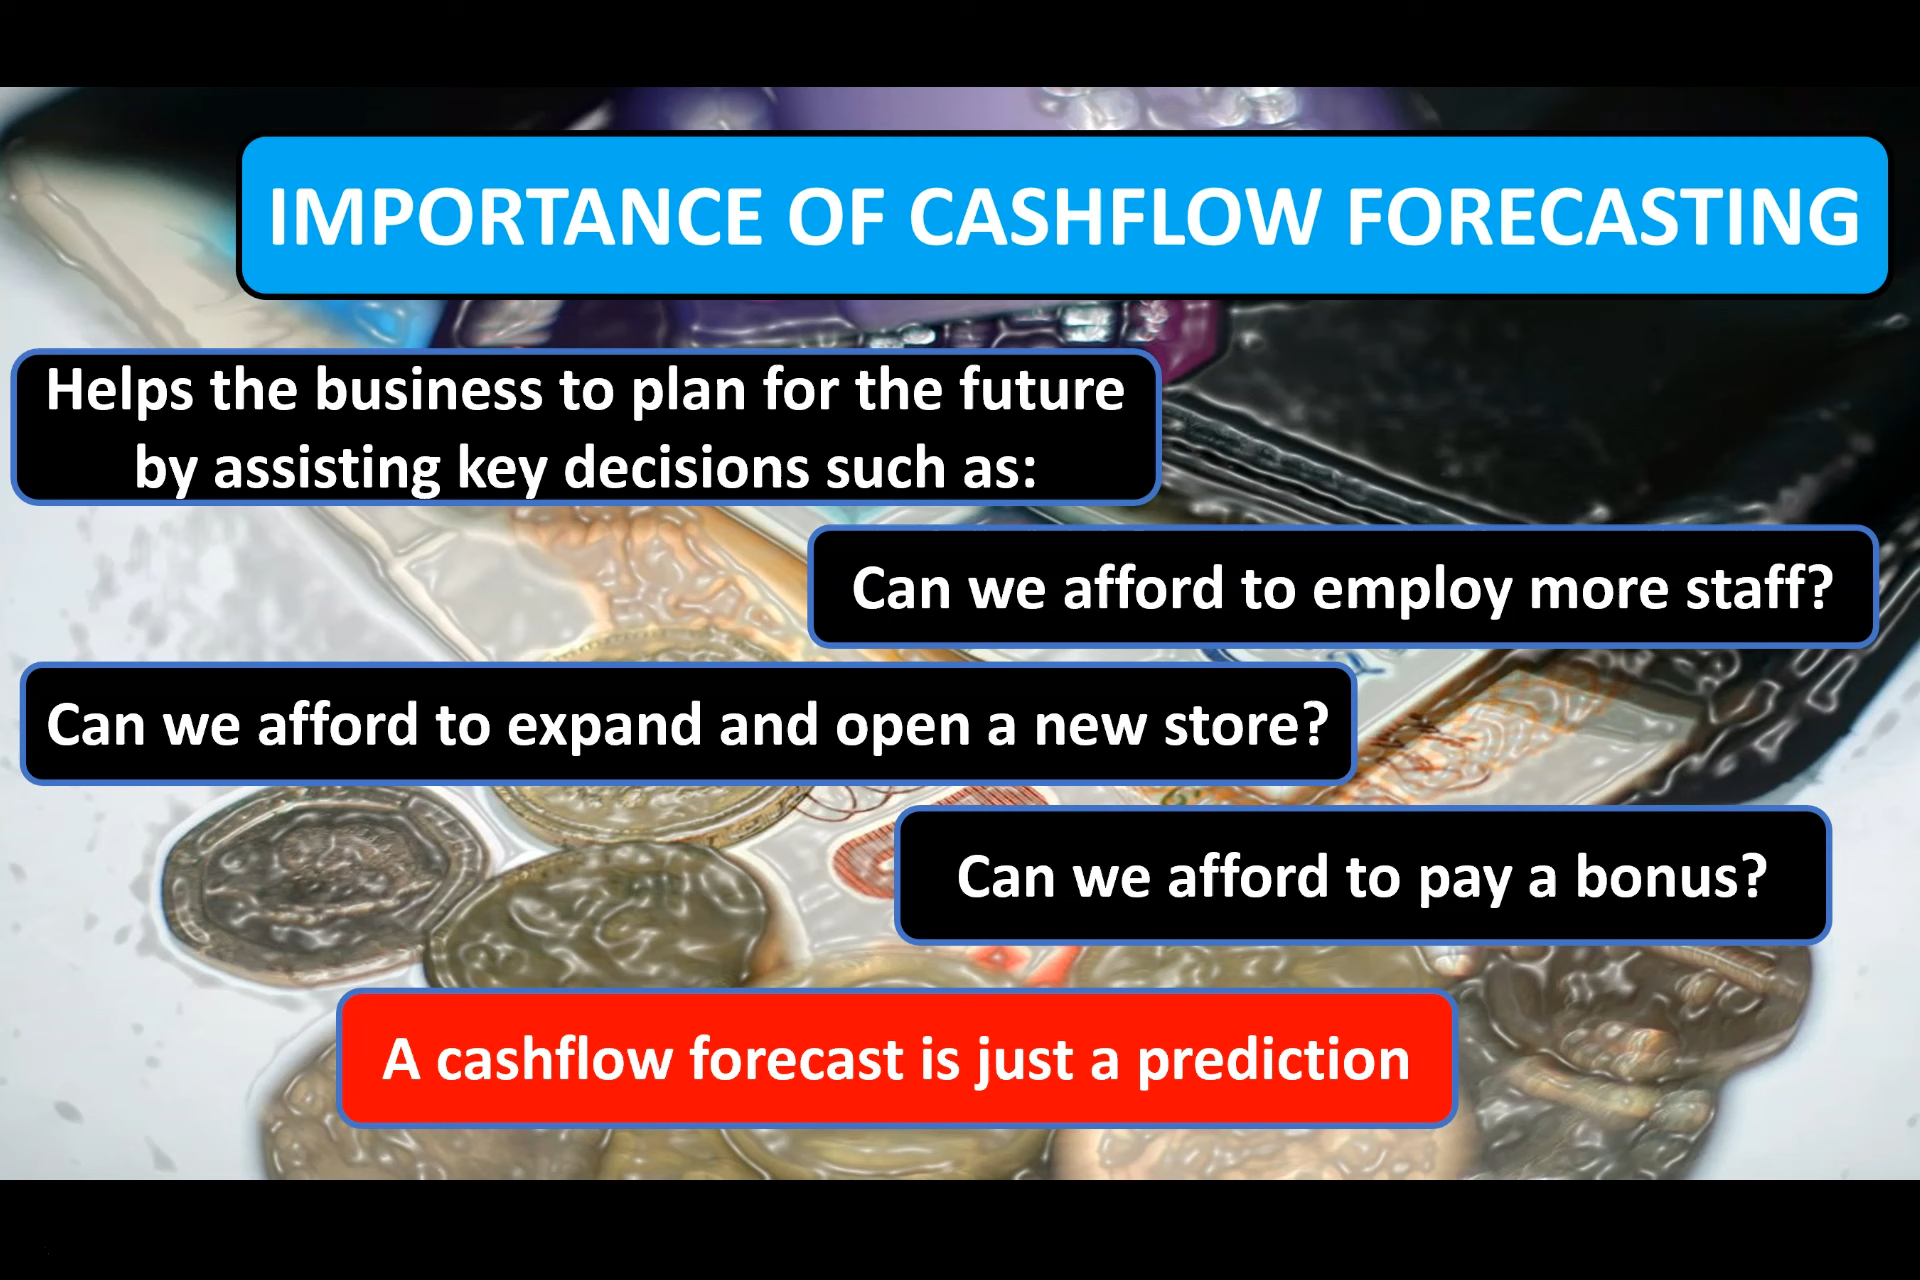 IMPORTANCE OF CASHFLOW FORECASTING
Helps the business to plan for the future
by assisting key decisions such as:
Can we afford to employ more staff?
Can we afford to expand and open a new store?
Can we afford to pay a bonus?
A cashflow forecast is just a prediction